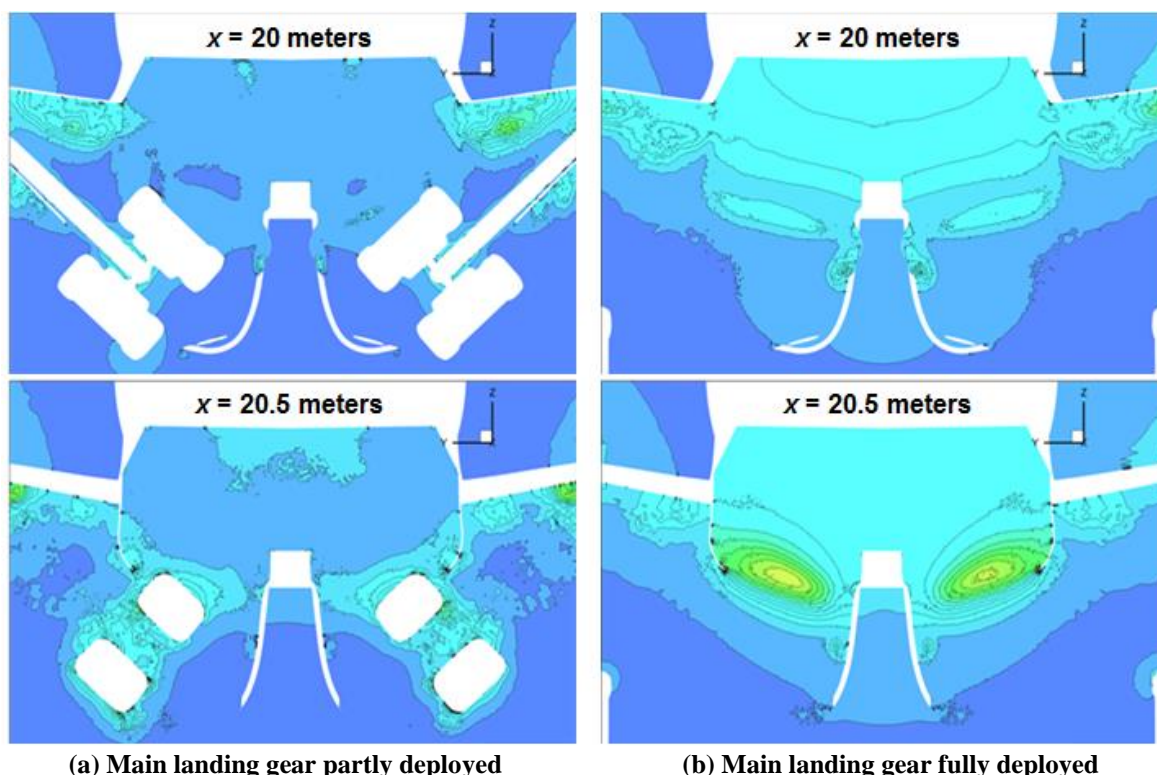 x = 20 meters
Z
Y
x = 20 meters
Z
Y
x = 20.5 meters
Z
Y
x = 20.5 meters
Z
Y
(a) Main landing gear partly deployed
(b) Main landing gear fully deployed